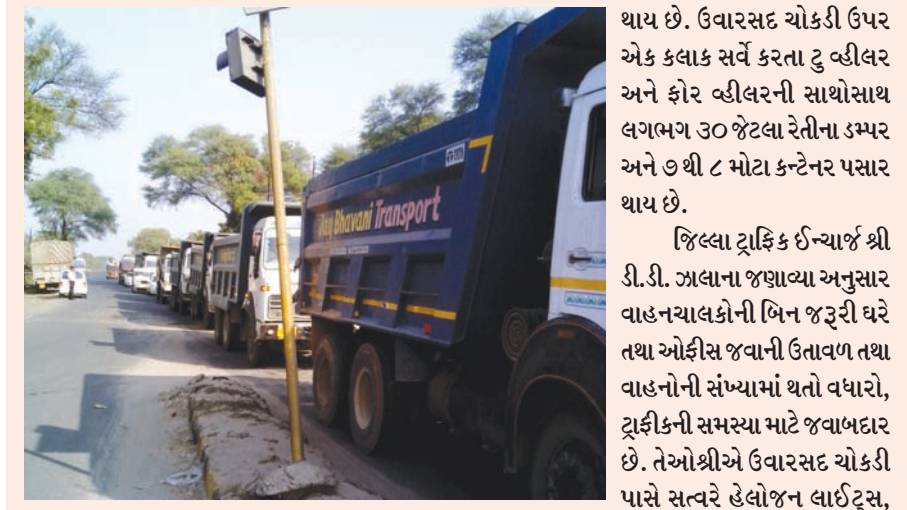 Jay Bhavani Transport
TATA
થાય છે. ઉવારસદ ચોકડી ઉપર
એક કલાક સર્વે કરતા ટુ વ્હીલર
અને ફોર વ્હીલરની સાથોસાથ
લગભગ ૩૦ જેટલા રેતીના ડમ્પર
અને ૭ થી ૮ મોટા કન્ટેનર પસાર
થાય છે.
જિલ્લા ટ્રાફિક ઈન્ચાર્જ શ્રી
ડી.ડી. ઝાલાના જણાવ્યા અનુસાર
વાહનચાલકોની બિન જરૂરી ઘરે
તથા ઓફીસ જવાની ઉતાવળ તથા
વાહનોની સંખ્યામાં થતો વધારો,
ટ્રાફીકની સમસ્યા માટે જવાબદાર
છે. તેઓશ્રીએ ઉવારસદ ચોકડી
પાસે સત્વરે હેલોજન લાઈટ્સ,